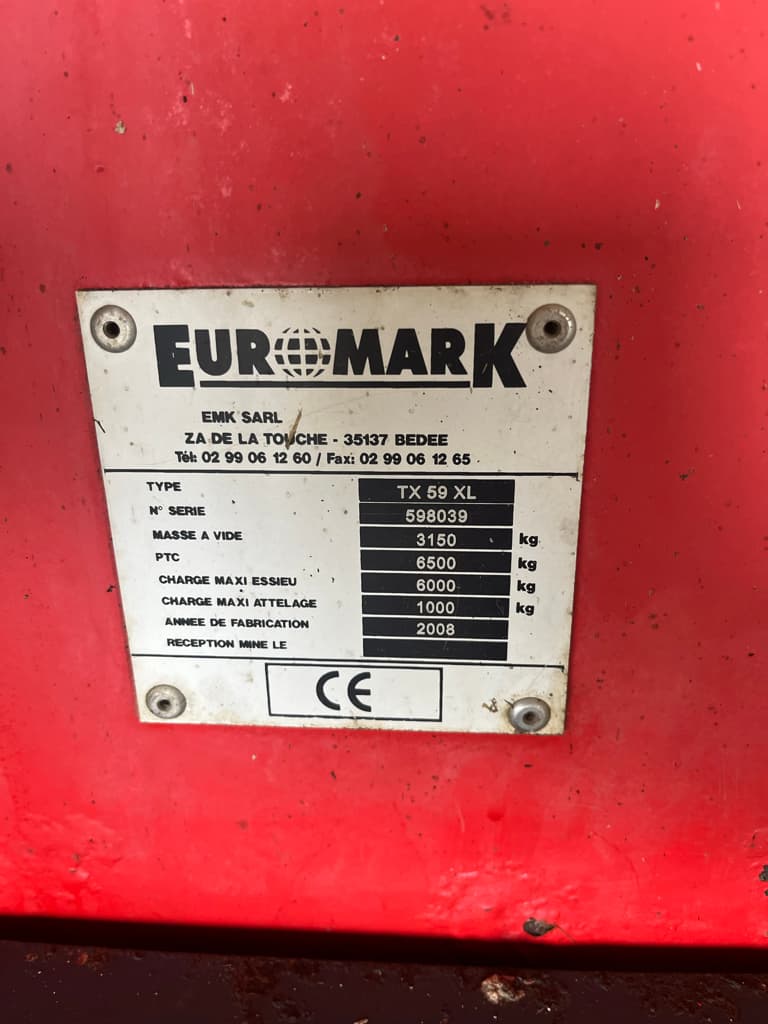 EUROMARK
EMK SARL
ZA DE LA TOUCHE - 35137 BEDEE
Tél: 02 99 06 12 60 / Fax: 02 99 06 12 65
TYPE TX 59 XL
N° SERIE 598039
MASSE A VIDE 3150 kg
PTC 6500 kg
CHARGE MAXI ESSIEU 6000 kg
CHARGE MAXI ATTELAGE 1000 kg
ANNEE DE FABRICATION 2008
RECEPTION MINE LE
CE